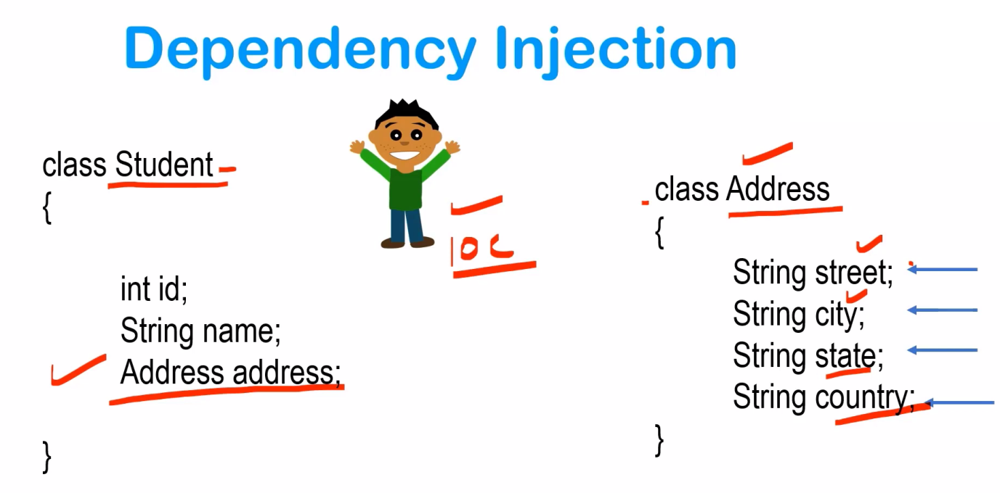 Dependency Injection
class Student
{
int id;
String name;
Address address;
}
IOC
class Address
{
String street;
String city;
String state;
String country;
}